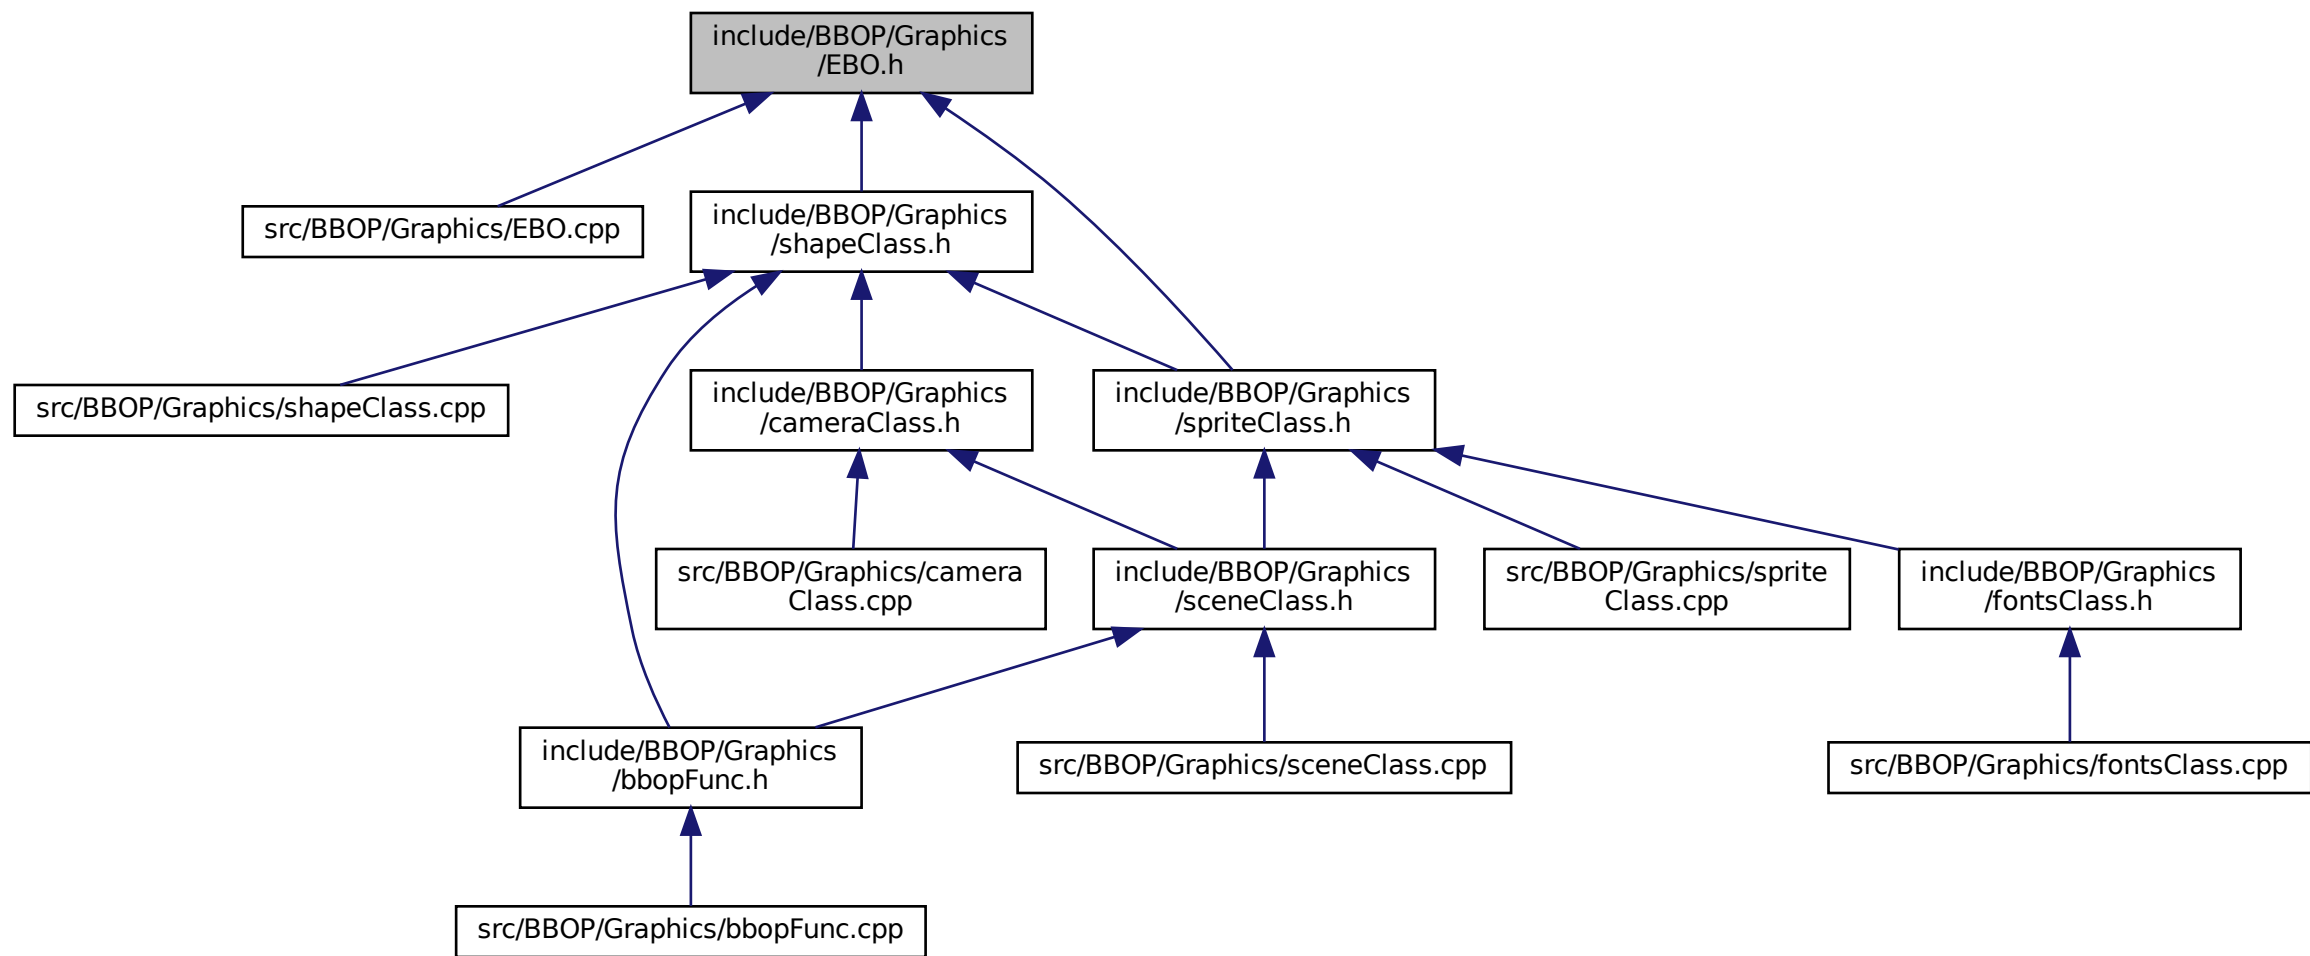 include/BBOP/Graphics
/EBO.h
src/BBOP/Graphics/EBO.cpp
include/BBOP/Graphics
/shapeClass.h
src/BBOP/Graphics/shapeClass.cpp
include/BBOP/Graphics
/cameraClass.h
include/BBOP/Graphics
/spriteClass.h
src/BBOP/Graphics/camera
Class.cpp
include/BBOP/Graphics
/sceneClass.h
src/BBOP/Graphics/sprite
Class.cpp
include/BBOP/Graphics
/fontsClass.h
include/BBOP/Graphics
/bbopFunc.h
src/BBOP/Graphics/sceneClass.cpp
src/BBOP/Graphics/fontsClass.cpp
src/BBOP/Graphics/bbopFunc.cpp